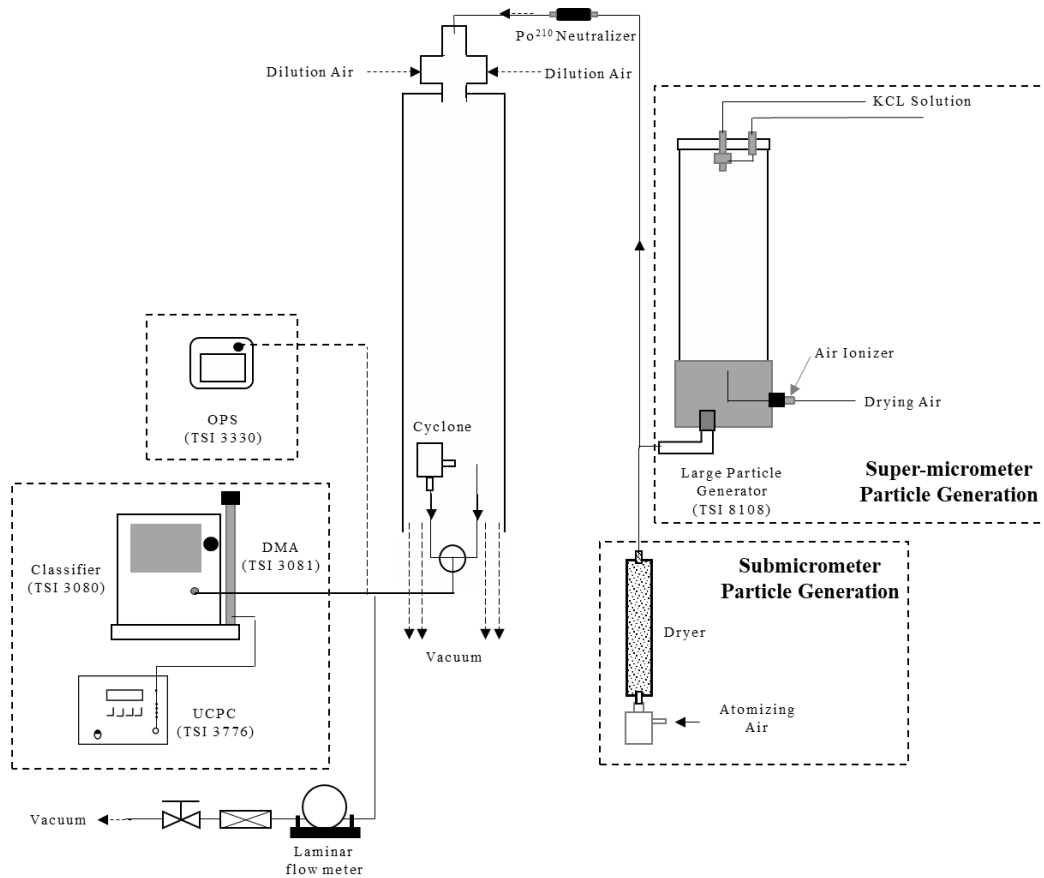 Po210 Neutralizer
Dilution Air
Dilution Air
KCL Solution
Air Ionizer
Drying Air
OPS
(TSI 3330)
Cyclone
Large Particle
Generator
(TSI 8108)
Super-micrometer
Particle Generation
Classifier
(TSI 3080)
DMA
(TSI 3081)
Submicrometer
Particle Generation
Dryer
Vacuum
UCPC
(TSI 3776)
Atomizing
Air
Vacuum
Laminar
flow meter